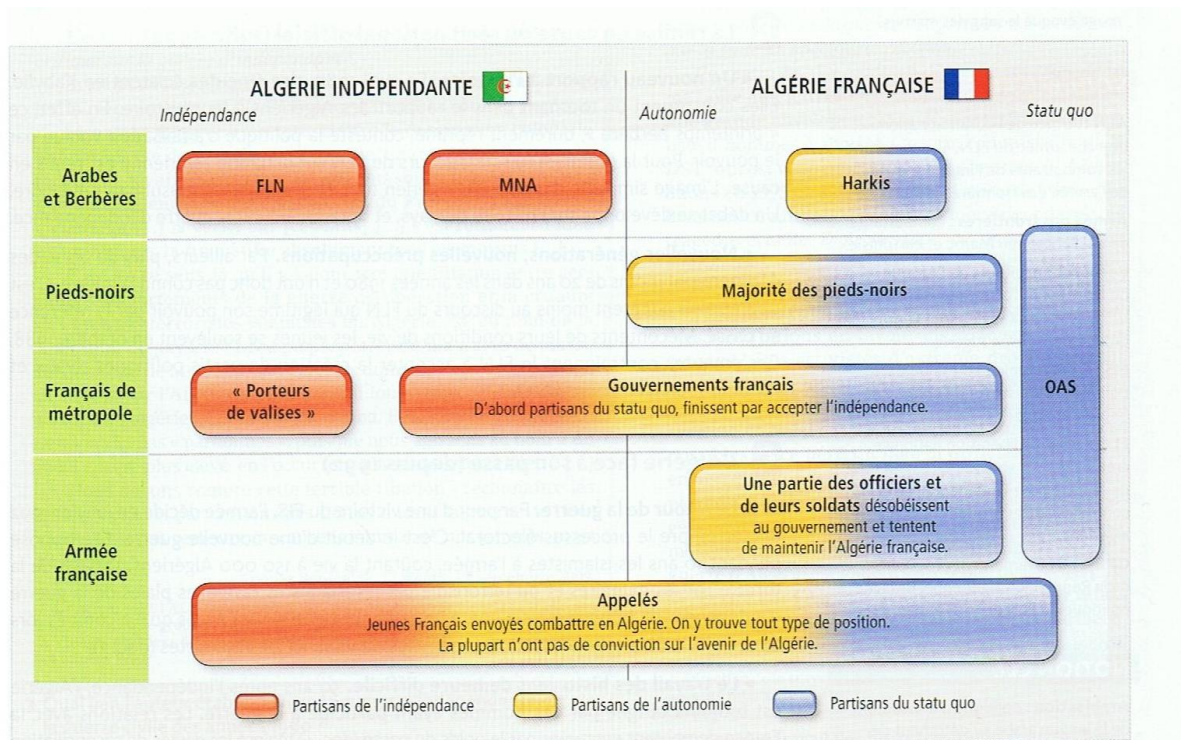 ALGÉRIE INDÉPENDANTE
ALGÉRIE FRANÇAISE
Indépendance
Autonomie
Statu quo
Arabes
et Berbères
FLN
MNA
Harkis
Pieds-noirs
Majorité des pieds-noirs
Français de
métropole
« Porteurs
de valises »
Gouvernements français
D'abord partisans du statu quo, finissent par accepter l'indépendance.
OAS
Armée
française
Une partie des officiers et
de leurs soldats désobéissent
au gouvernement et tentent
de maintenir l'Algérie française.
Appelés
Jeunes Français envoyés combattre en Algérie. On y trouve tout type de position.
La plupart n'ont pas de conviction sur l'avenir de l'Algérie.
Partisans de l'indépendance
Partisans de l'autonomie
Partisans du statu quo